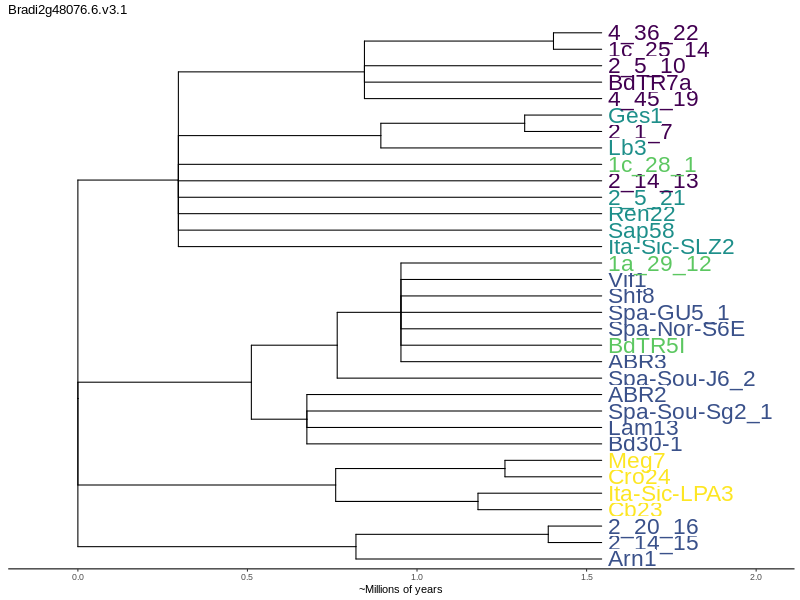 Bradi2g48076.6.v3.1
4_36_22
1c_25_14
2_5_10
BdTR7a
4_45_19
Ges1
2_1_7
Lb3
1c_28_1
2_14_13
2_5_21
Ren22
Sap58
Ita-Sic-SLZ2
1a_29_12
Vif1
Shf8
Spa-GU5_1
Spa-Nor-S6E
BdTR5I
ABR3
Spa-Sou-J6_2
ABR2
Spa-Sou-Sg2_1
Lam13
Bd30-1
Meg7
Cro24
Ita-Sic-LPA3
Cb23
2_20_16
2_14_15
Arn1
0.0 0.5 1.0 1.5 2.0
~Millions of years